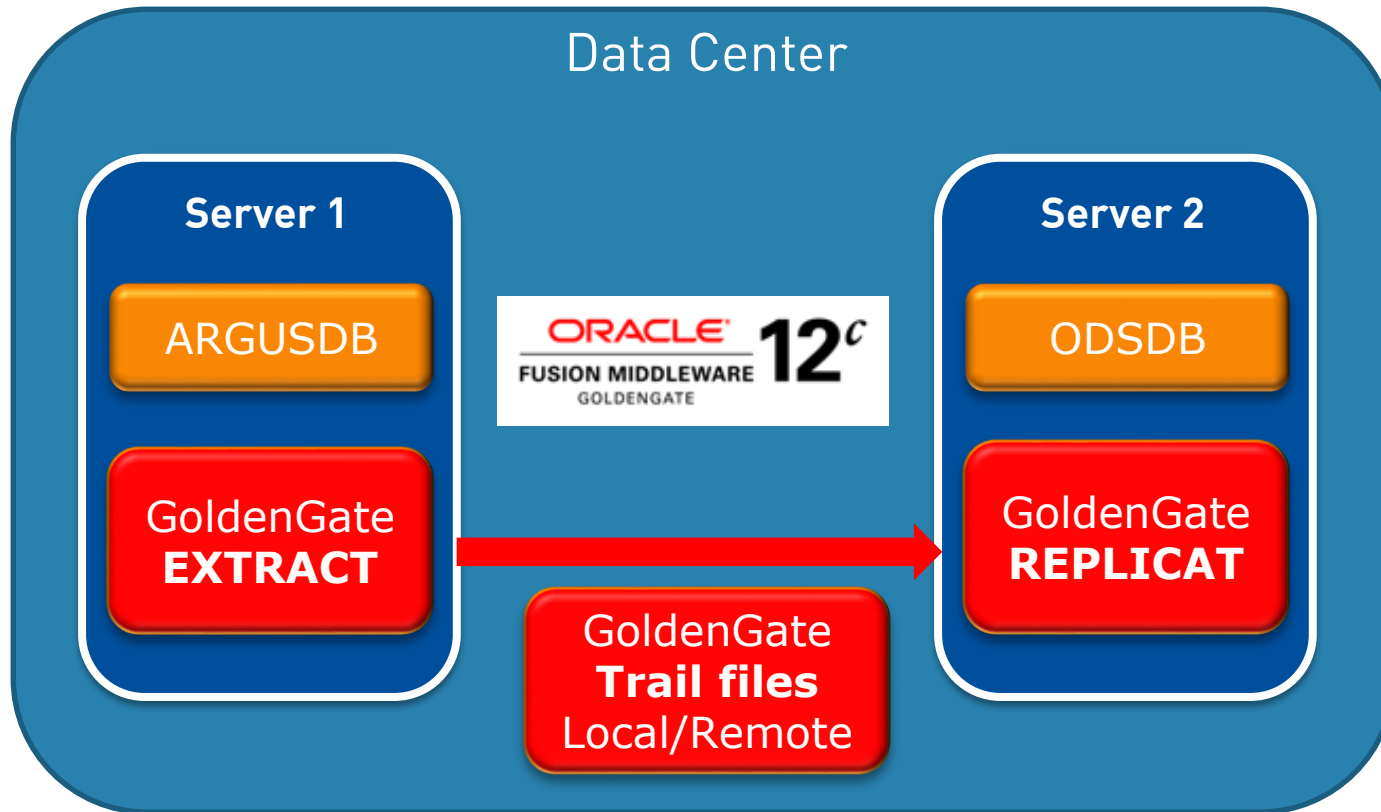 Data Center
Server 1
ARGUSDB
GoldenGate
EXTRACT
ORACLE 12c
FUSION MIDDLEWARE
GOLDENGATE
GoldenGate
Trail files
Local/Remote
Server 2
ODSDB
GoldenGate
REPLICAT